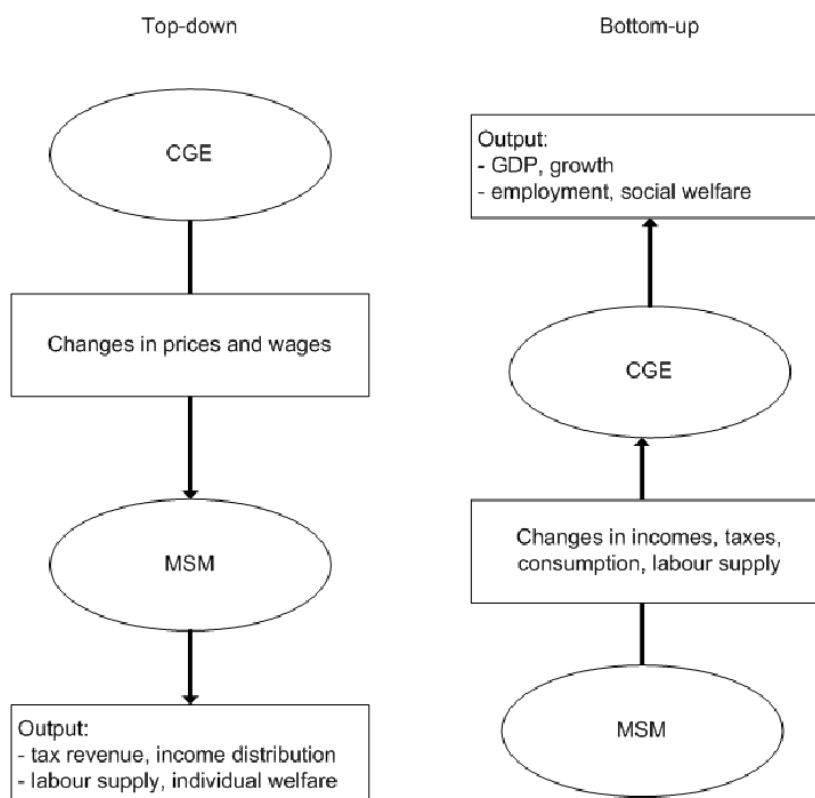 Top-down
CGE
Changes in prices and wages
MSM
Output:
- tax revenue, income distribution
- labour supply, individual welfare
Bottom-up
Output:
- GDP, growth
- employment, social welfare
CGE
Changes in incomes, taxes,
consumption, labour supply
MSM